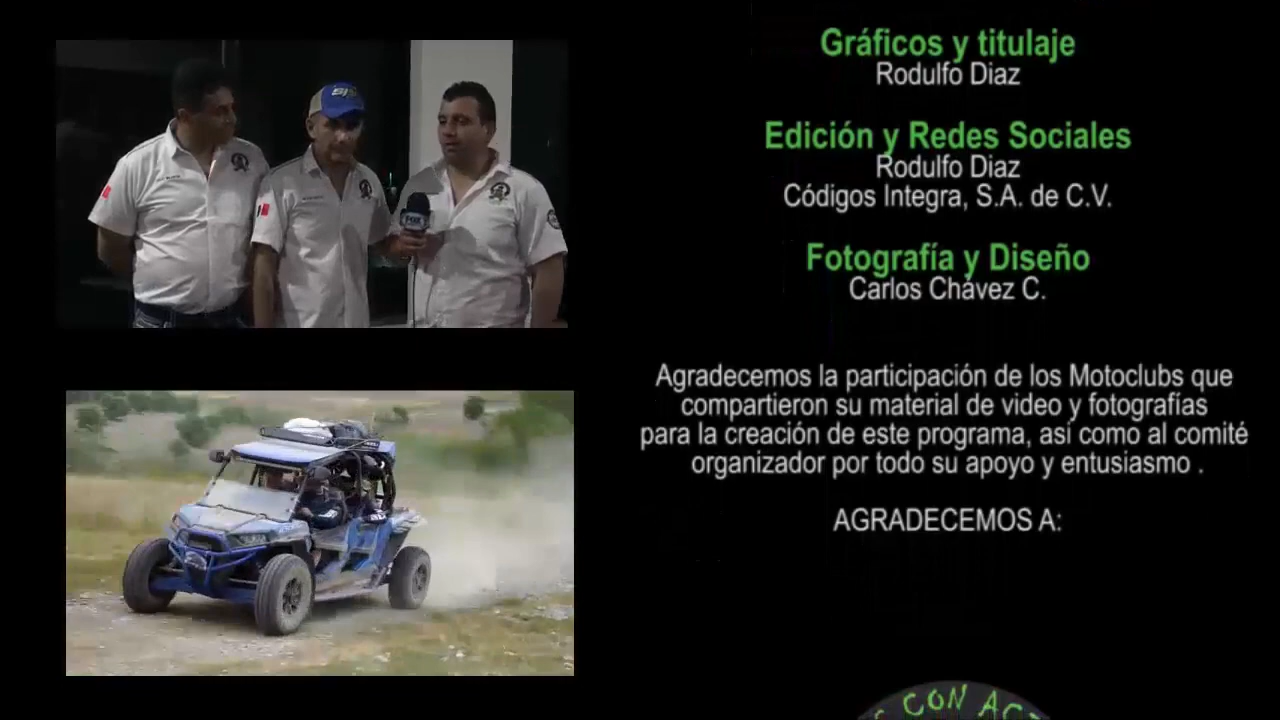 Gráficos y titulaje
Rodulfo Diaz
Edición y Redes Sociales
Rodulfo Diaz
Códigos Integra, S.A. de C.V.
Fotografía y Diseño
Carlos Chávez C.
Agradecemos la participación de los Motoclubs que
compartieron su material de video y fotografías
para la creación de este programa, asi como al comité
organizador por todo su apoyo y entusiasmo .
AGRADECEMOS A:
CON
FOX